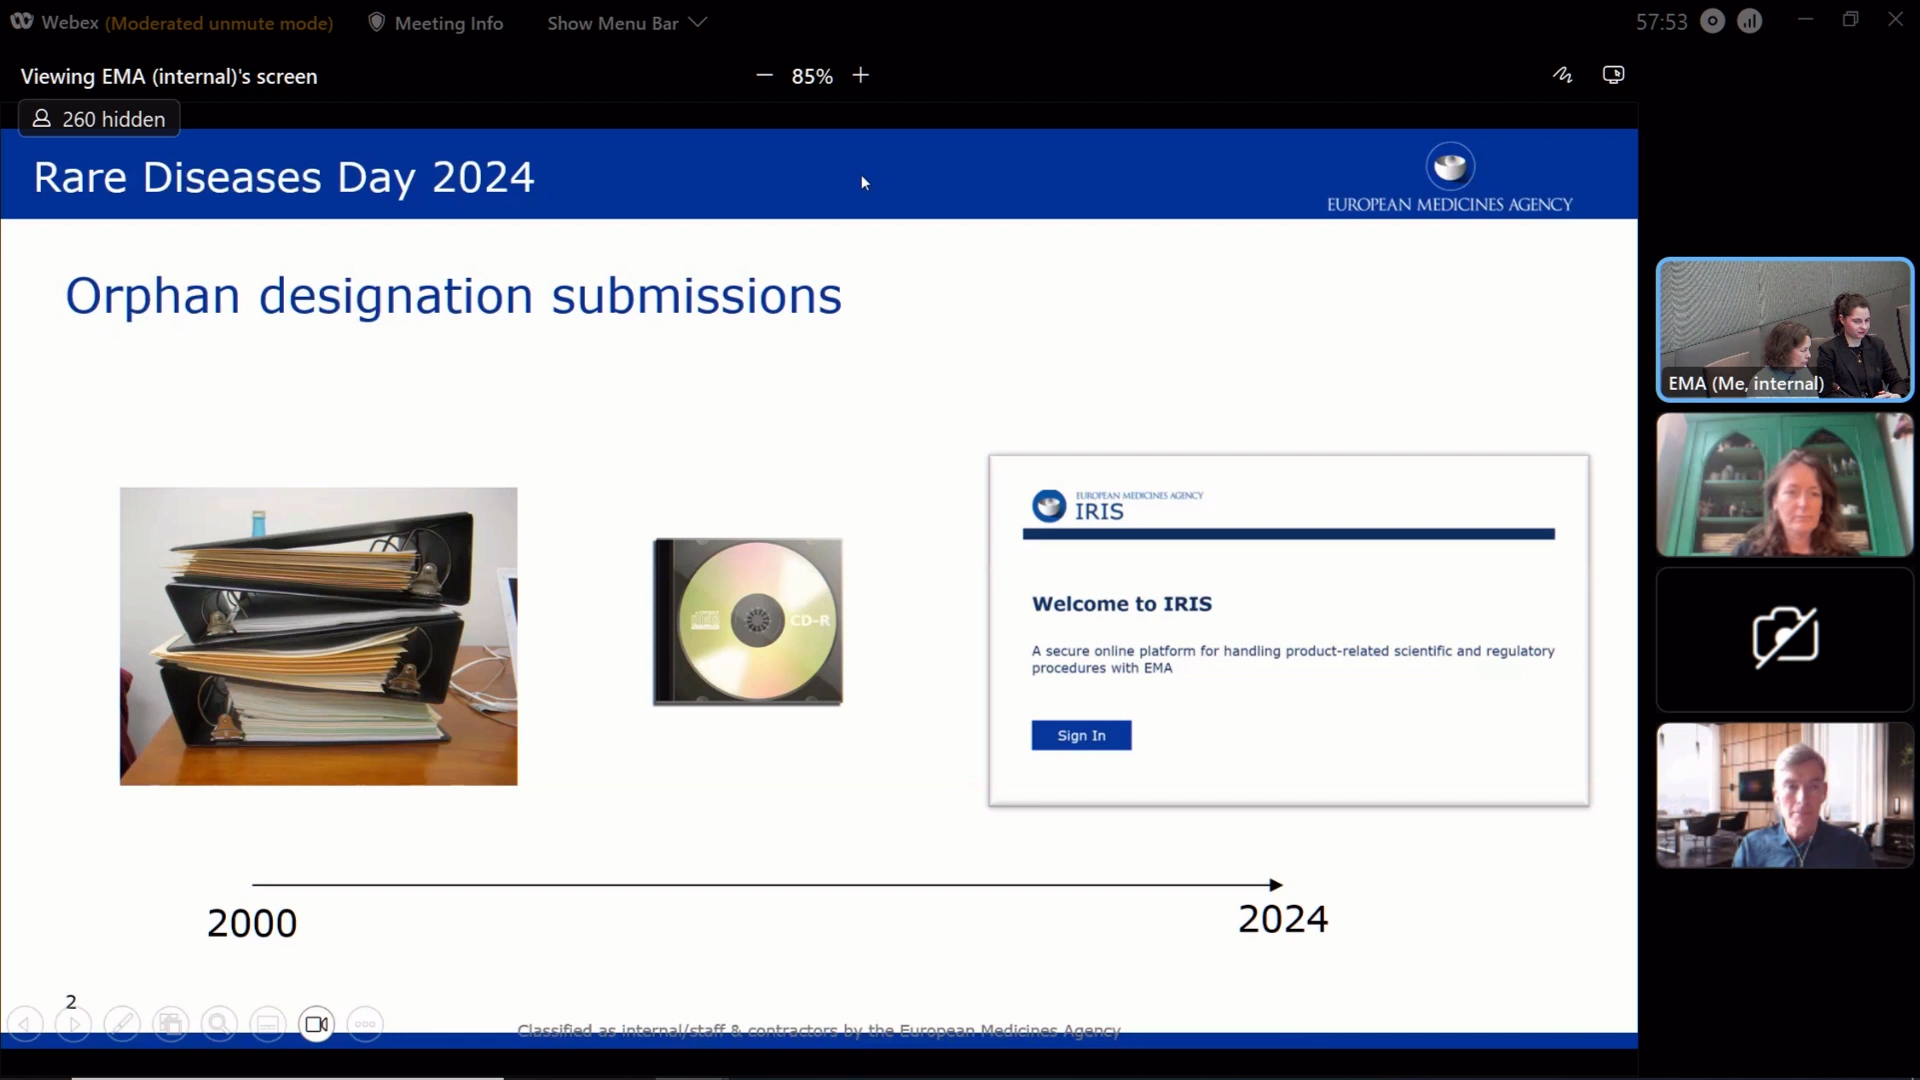 Webex (Moderated unmute mode) Meeting Info Show Menu Bar 57:53
Viewing EMA (internal)'s screen 85%
260 hidden
Rare Diseases Day 2024
EUROPEAN MEDICINES AGENCY
Orphan designation submissions
CD-R
EUROPEAN MEDICINES AGENCY
IRIS
Welcome to IRIS
A secure online platform for handling product-related scientific and regulatory
procedures with EMA
Sign In
2000
2024
2
Classified as internal/staff & contractors by the European Medicines Agency
EMA (Me, internal)